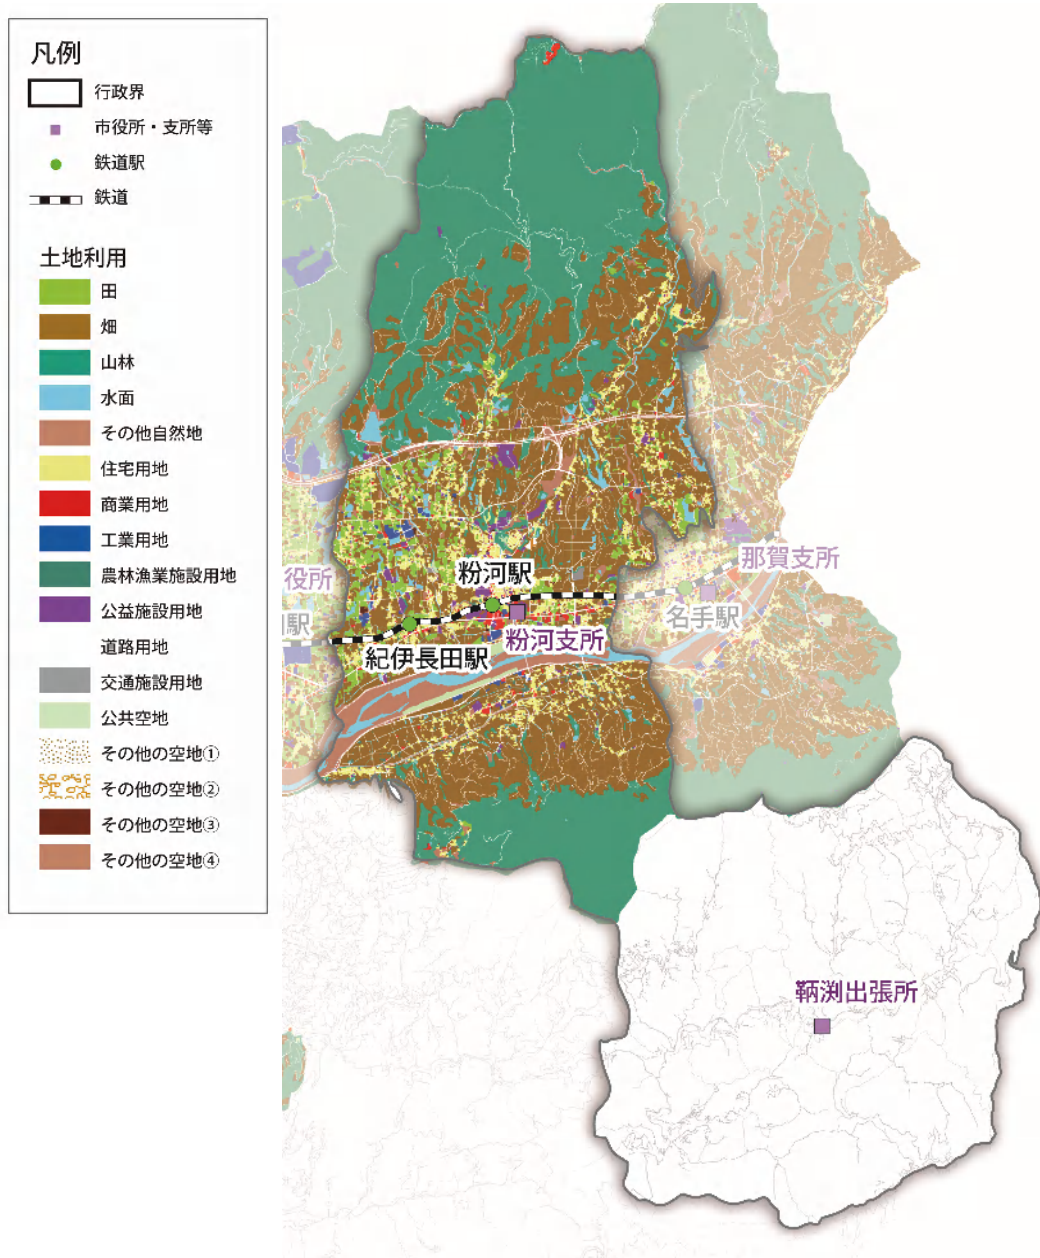 凡例
行政界
市役所・支所等
鉄道駅
鉄道
土地利用
田
畑
山林
水面
その他自然地
住宅用地
商業用地
工業用地
農林漁業施設用地
公益施設用地
道路用地
交通施設用地
公共空地
その他の空地①
その他の空地②
その他の空地③
その他の空地④
役所
駅
粉河駅
那賀支所
名手駅
粉河支所
紀伊長田駅
鞆渕出張所